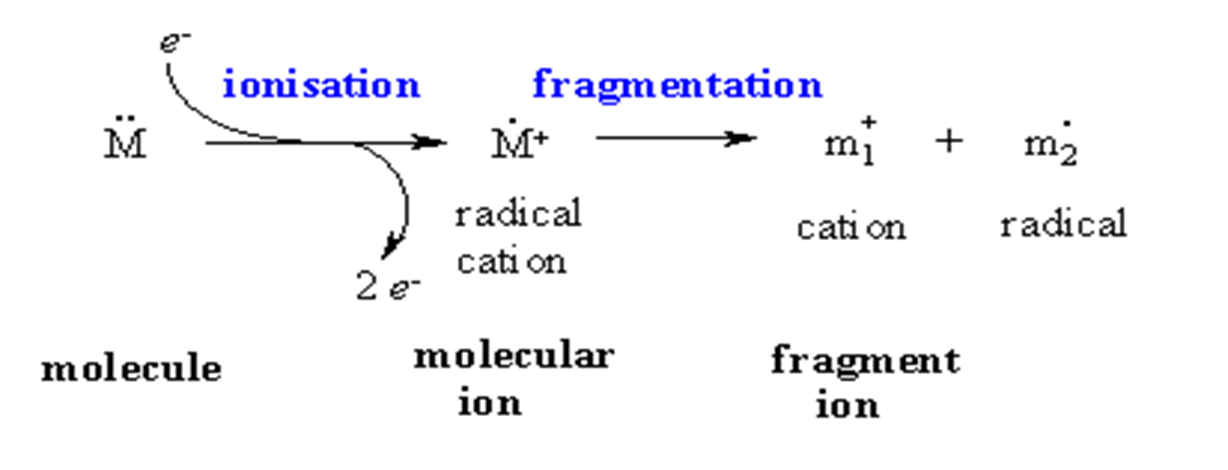 e⁻
ionisation fragmentation
M̈ Ṁ⁺ m₁⁺ + m₂˙
radical cation radical
cation
2 e⁻
molecule molecular fragment
ion ion